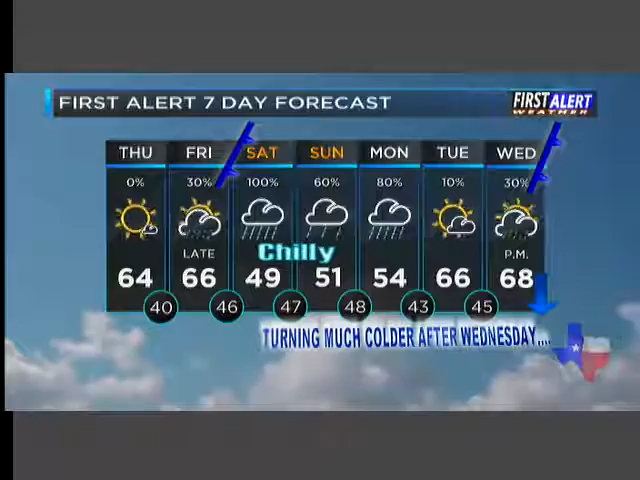 FIRST ALERT 7 DAY FORECAST
FIRST ALERT
WEATHER
THU FRI SAT SUN MON TUE WED
0% 30% 100% 60% 80% 10% 30%
LATE P.M.
Chilly
64 66 49 51 54 66 68
40 46 47 48 43 45
TURNING MUCH COLDER AFTER WEDNESDAY....